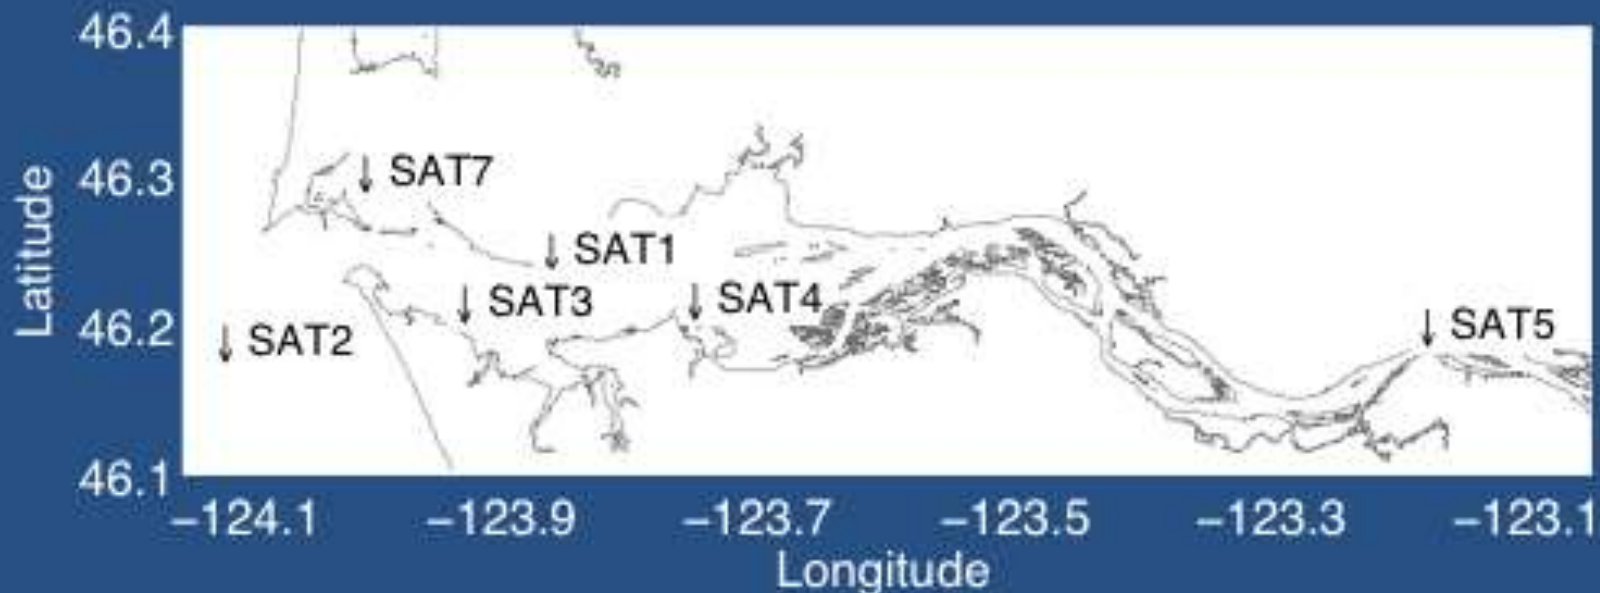 46.4
46.3
46.2
46.1
Latitude
↓ SAT7
↓ SAT1
↓ SAT3
↓ SAT4
↓ SAT2
↓ SAT5
−124.1 −123.9 −123.7 −123.5 −123.3 −123.1
Longitude